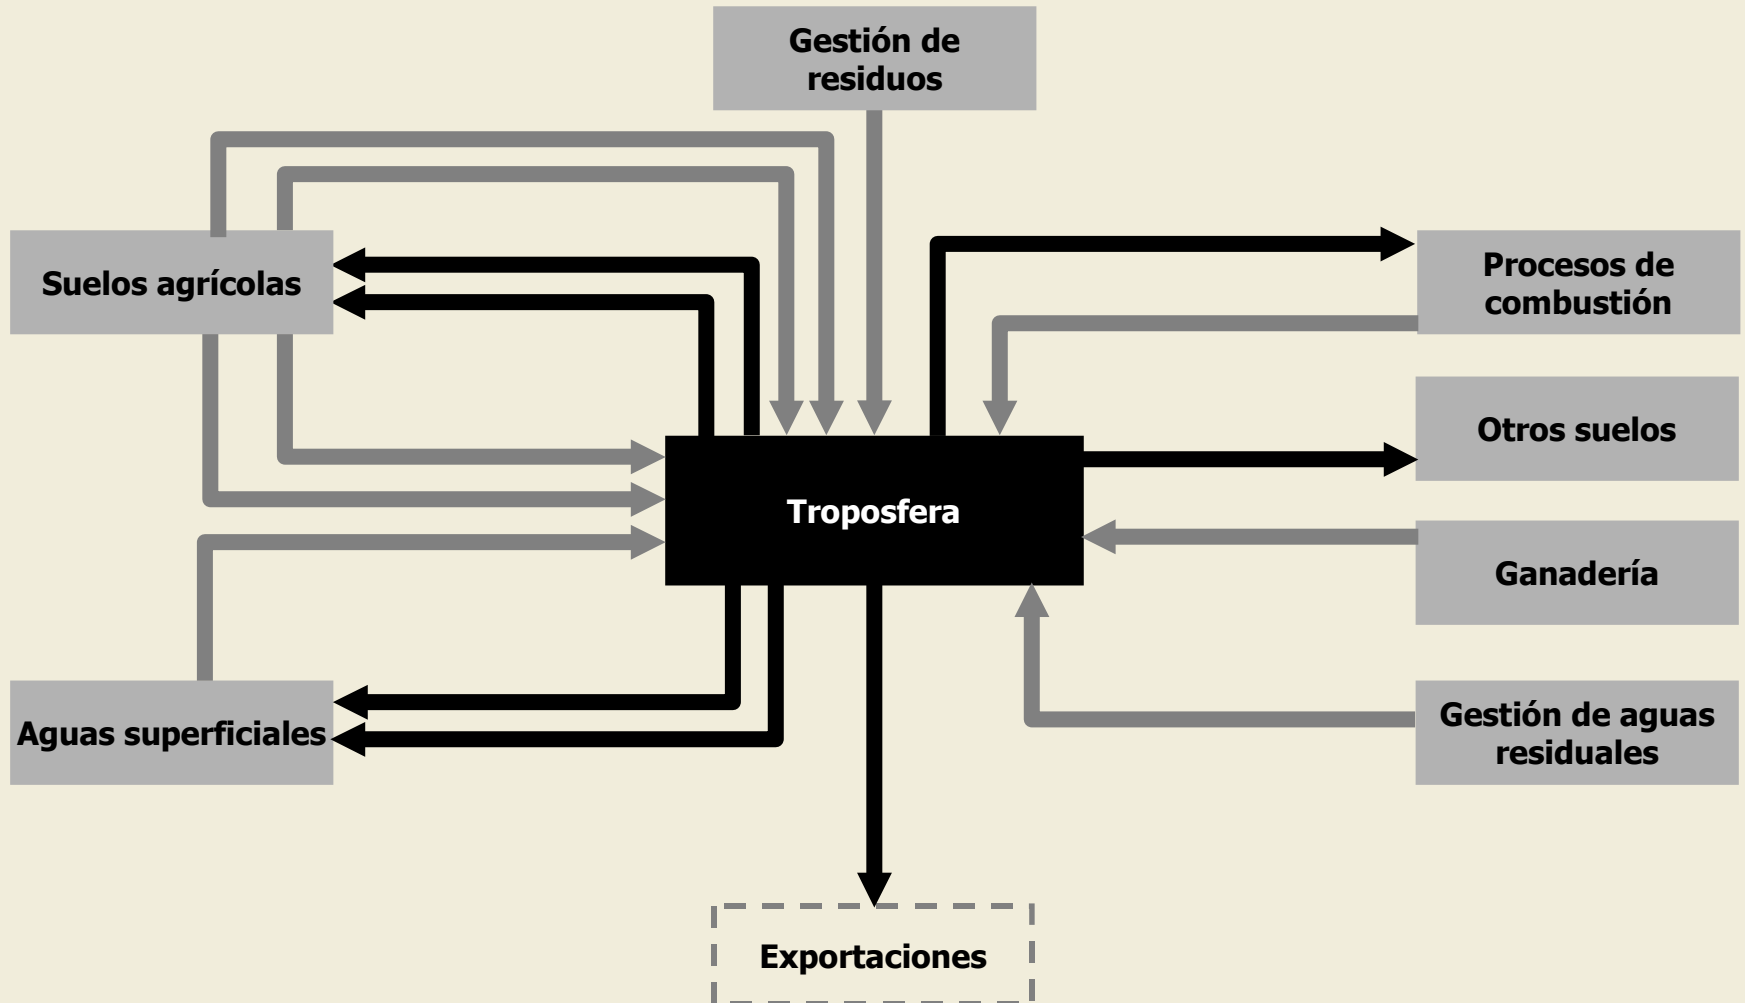 Gestión de
residuos
Suelos agrícolas
Procesos de
combustión
Otros suelos
Troposfera
Ganadería
Aguas superficiales
Gestión de aguas
residuales
Exportaciones